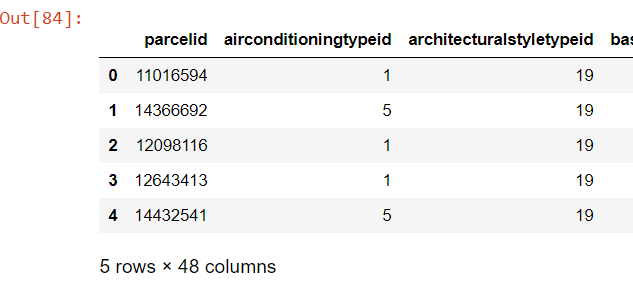 Out[84]:
parcelid airconditioningtypeid architecturalstyletypeid bas
0 11016594 1 19
1 14366692 5 19
2 12098116 1 19
3 12643413 1 19
4 14432541 5 19
5 rows × 48 columns